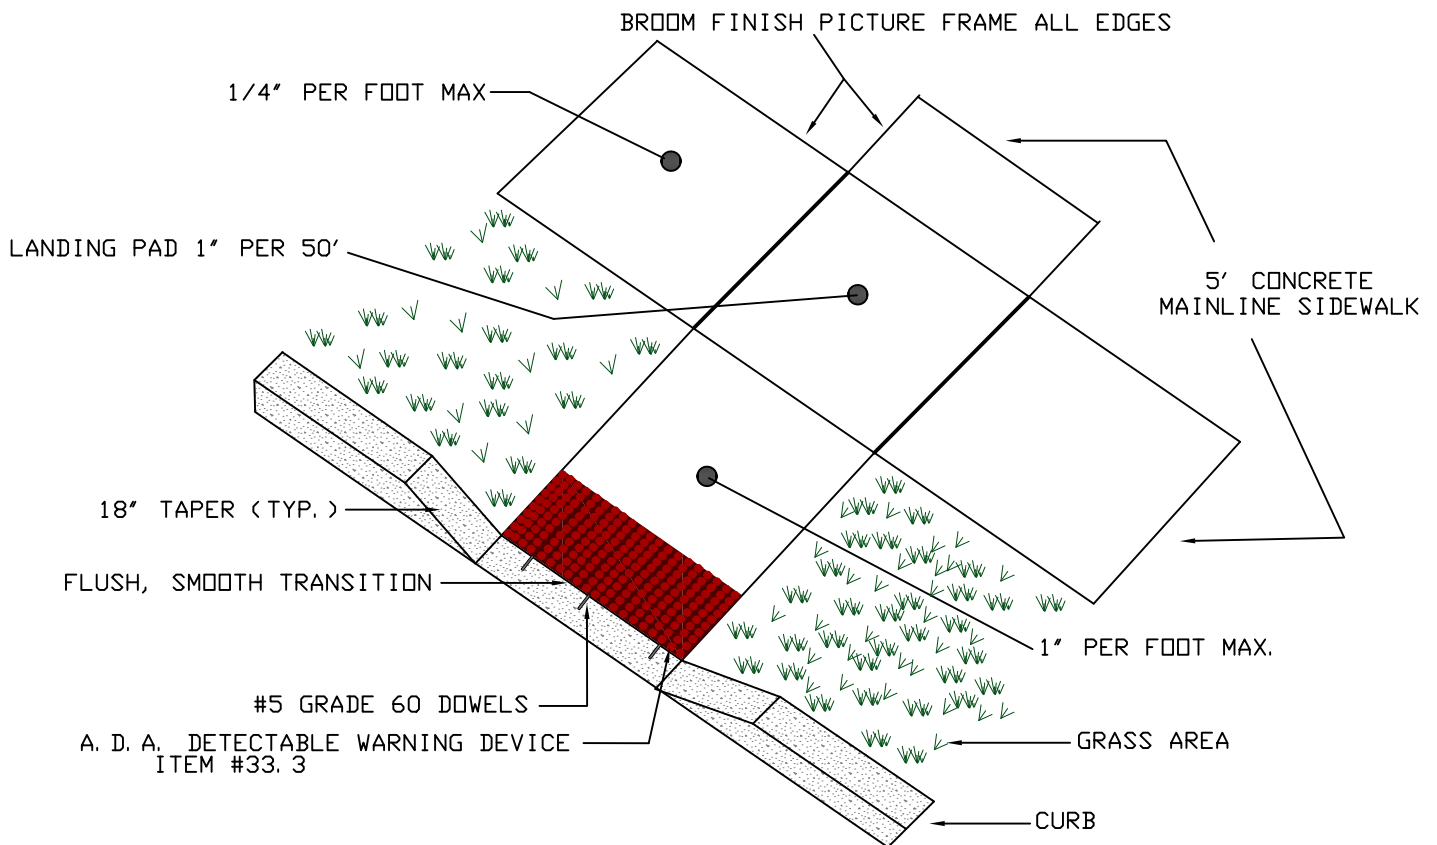 BROOM FINISH PICTURE FRAME ALL EDGES
1/4" PER FOOT MAX
LANDING PAD 1" PER 50'
5' CONCRETE
MAINLINE SIDEWALK
18" TAPER (TYP.)
FLUSH, SMOOTH TRANSITION
1" PER FOOT MAX.
#5 GRADE 60 DOWELS
A.D.A. DETECTABLE WARNING DEVICE
ITEM #33.3
GRASS AREA
CURB